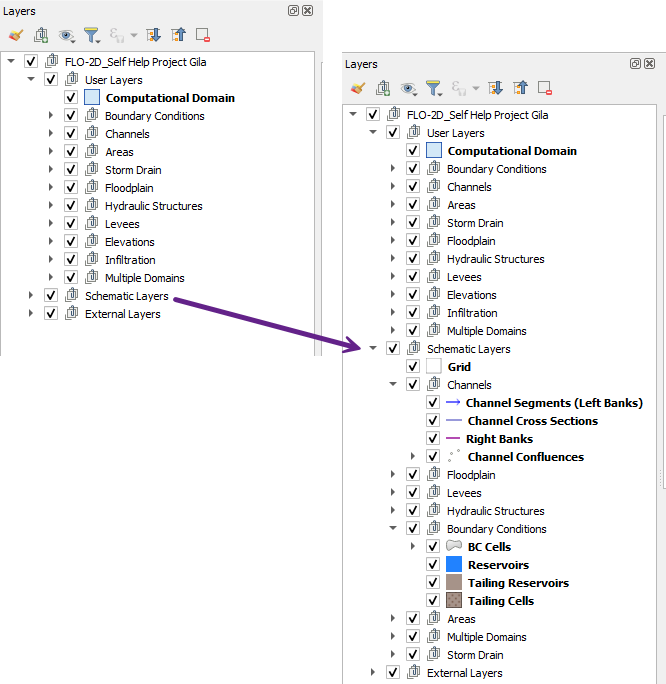 Layers
FLO-2D_Self Help Project Gila
User Layers
Computational Domain
Boundary Conditions
Channels
Areas
Storm Drain
Floodplain
Hydraulic Structures
Levees
Elevations
Infiltration
Multiple Domains
Schematic Layers
External Layers
Layers
FLO-2D_Self Help Project Gila
User Layers
Computational Domain
Boundary Conditions
Channels
Areas
Storm Drain
Floodplain
Hydraulic Structures
Levees
Elevations
Infiltration
Multiple Domains
Schematic Layers
Grid
Channels
Channel Segments (Left Banks)
Channel Cross Sections
Right Banks
Channel Confluences
Floodplain
Levees
Hydraulic Structures
Boundary Conditions
BC Cells
Reservoirs
Tailing Reservoirs
Tailing Cells
Areas
Multiple Domains
Storm Drain
External Layers